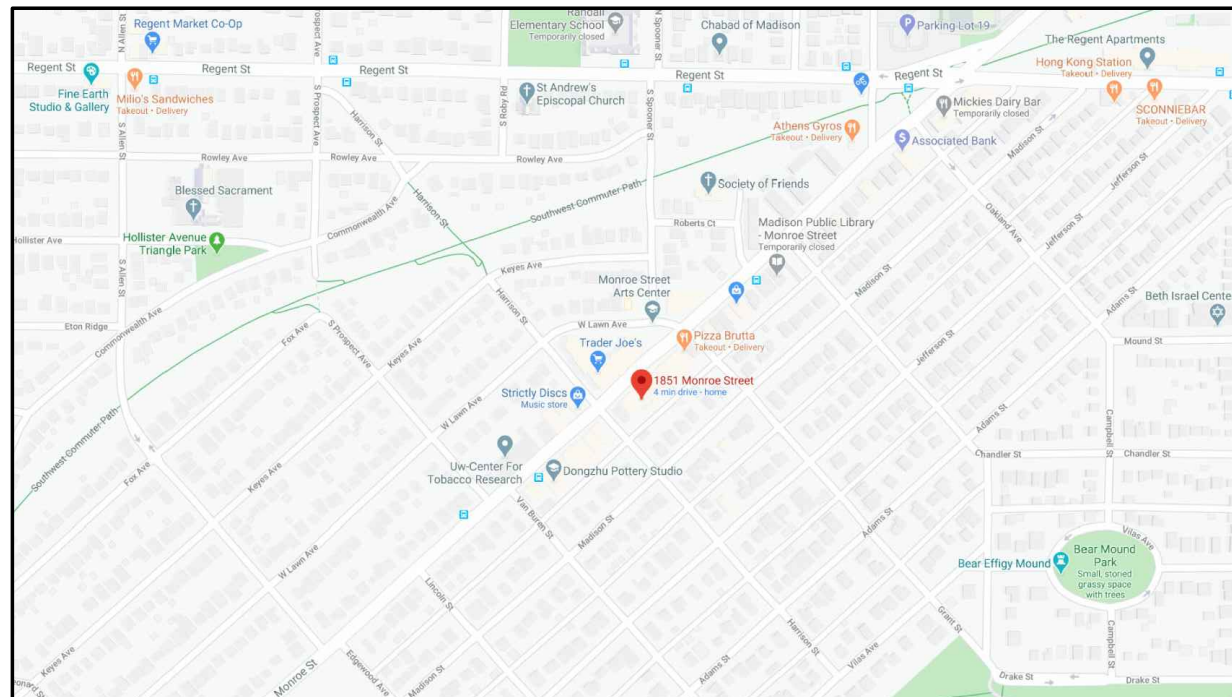 Regent Market Co-Op
N Allen St
N Prospect Ave
Randall
Elementary School
Temporarily closed
N Spooner St
Chabad of Madison
Parking Lot 19
The Regent Apartments
Hong Kong Station
Takeout • Delivery
Regent St
Regent St
Regent St
Regent St
Regent St
Fine Earth
Studio & Gallery
Milio's Sandwiches
Takeout • Delivery
S Prospect Ave
Harrison St
S Roby Rd
St Andrew's
Episcopal Church
S Spooner St
Mickies Dairy Bar
Temporarily closed
SCONNIEBAR
Takeout • Delivery
Athens Gyros
Takeout • Delivery
Associated Bank
Madison St
Jefferson St
S Allen St
Rowley Ave
Rowley Ave
Rowley Ave
Blessed Sacrament
Harrison St
Southwest Commuter Path
Society of Friends
Roberts Ct
Madison Public Library
- Monroe Street
Temporarily closed
Oakland Ave
Jefferson St
Hollister Ave
Hollister Avenue
Triangle Park
Commonwealth Ave
S Allen St
Keyes Ave
Monroe Street
Arts Center
Madison St
Adams St
Beth Israel Center
Harrison St
Eton Ridge
Commonwealth Ave
Fox Ave
S Prospect Ave
Keyes Ave
W Lawn Ave
Trader Joe's
Pizza Brutta
Takeout • Delivery
Mound St
Jefferson St
1851 Monroe Street
4 min drive - home
Strictly Discs
Music store
W Lawn Ave
Adams St
Campbell St
Southwest Commuter Path
Fox Ave
Keyes Ave
Uw-Center For
Tobacco Research
Dongzhu Pottery Studio
Chandler St
Chandler St
Van Buren St
Madison St
Adams St
Vilas Ave
Bear Effigy Mound
Bear Mound
Park
Small, storied
grassy space
with trees
W Lawn Ave
Lincoln St
Harrison St
Grant St
Campbell St
Keyes Ave
Monroe St
Edgewood Ave
Madison St
Adams St
Vilas Ave
Drake St
Drake St